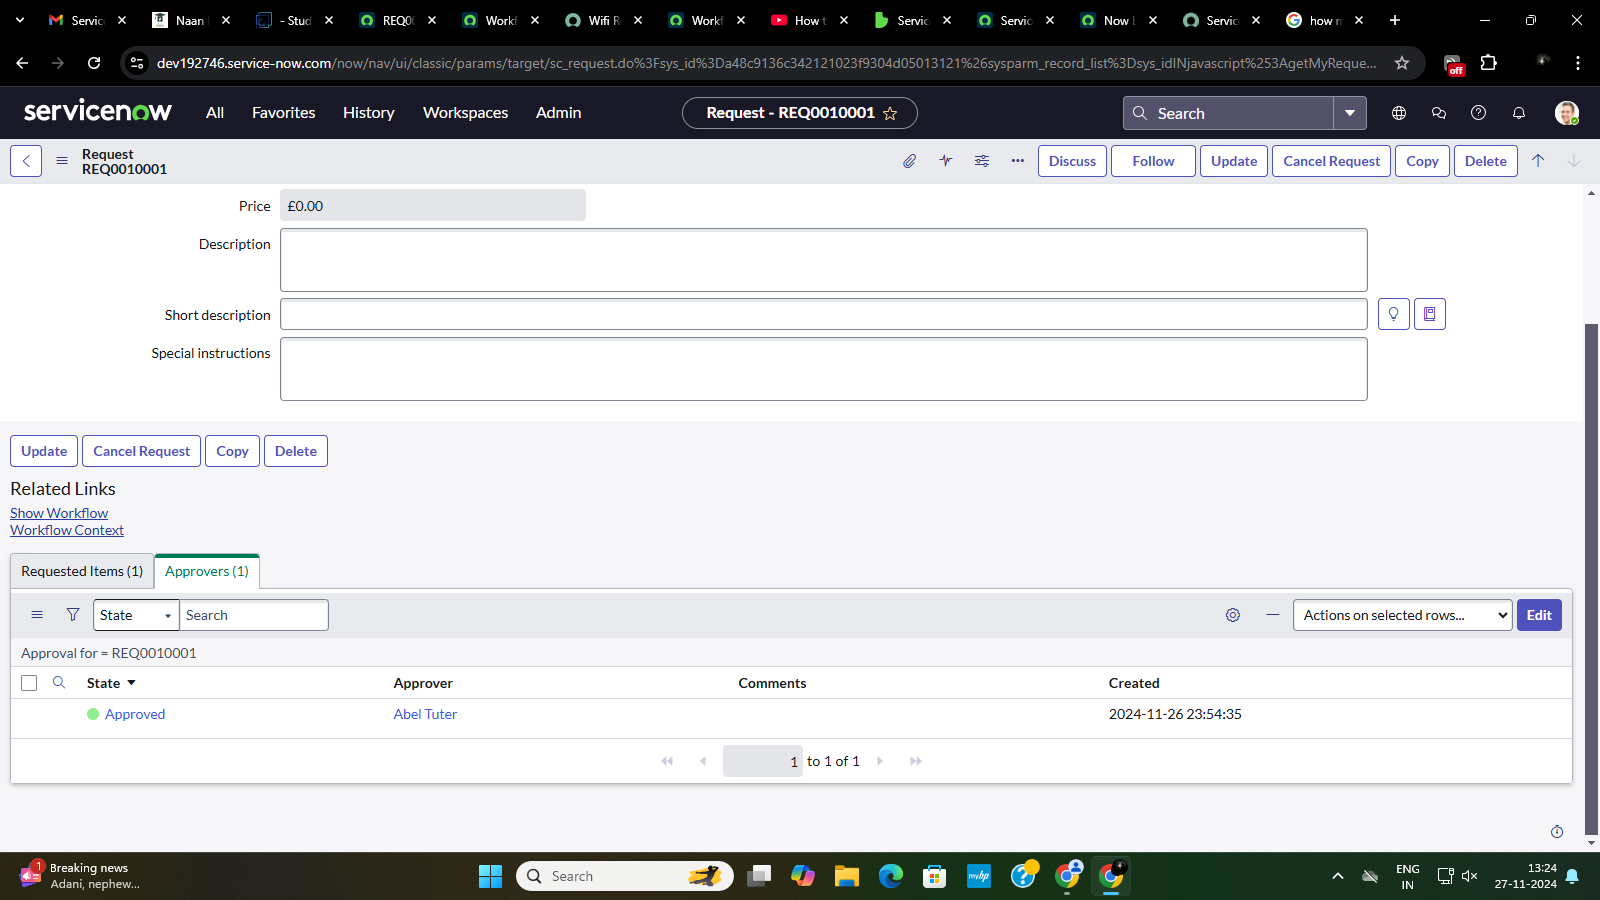 Servic
Naan
- Stud
REQ0
Workf
Wifi R
Workf
How t
Servic
Servic
Now L
Servic
how n
dev192746.service-now.com/now/nav/ui/classic/params/target/sc_request.do%3Fsys_id%3Da48c9136c342121023f9304d05013121%26sysparm_record_list%3Dsys_idINjavascript%253AgetMyReque...
off
servicenow
All
Favorites
History
Workspaces
Admin
Request - REQ0010001
Search
Request
REQ0010001
Discuss
Follow
Update
Cancel Request
Copy
Delete
Price
£0.00
Description
Short description
Special instructions
Update
Cancel Request
Copy
Delete
Related Links
Show Workflow
Workflow Context
Requested Items (1)
Approvers (1)
State
Search
Actions on selected rows...
Edit
Approval for = REQ0010001
State
Approver
Comments
Created
Approved
Abel Tuter
2024-11-26 23:54:35
1 to 1 of 1
1
Breaking news
Adani, nephew...
Search
myhp
ENG
IN
13:24
27-11-2024